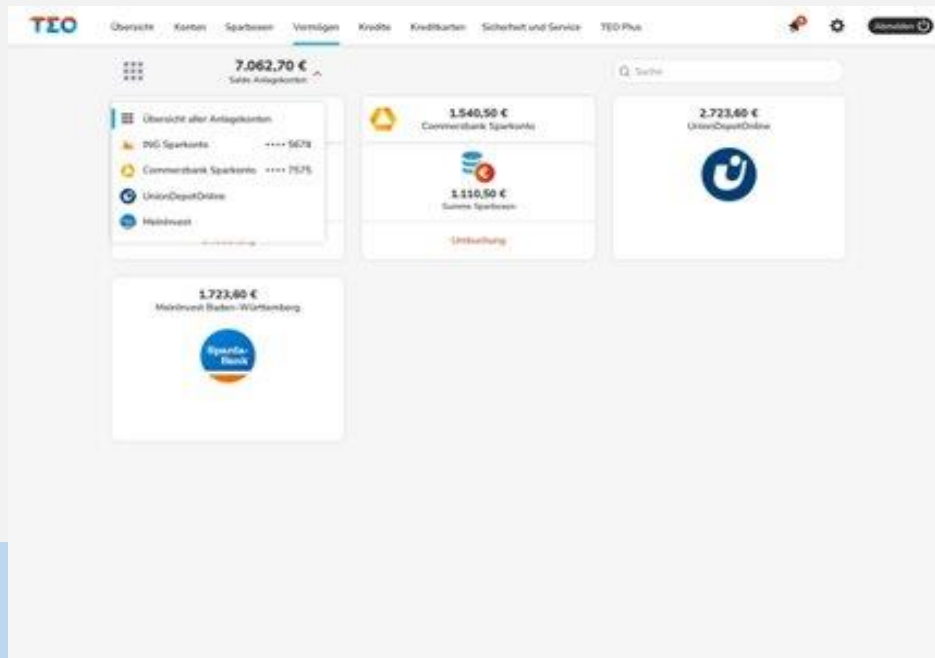 TEO
Übersicht Konten Sparboxen Vermögen Kredite Kreditkarten Sicherheit und Service TEO Plus
Abmelden
7.062,70 €
Saldo Anlagekonten
Suche
Übersicht aller Anlagekonten
ING Sparkonto •••• 5678
Commerzbank Sparkonto •••• 7575
UnionDepotOnline
MeinInvest
1.540,50 €
Commerzbank Sparkonto
1.110,50 €
Summe Sparboxen
Umbuchung
2.723,60 €
UnionDepotOnline
1.723,60 €
MeinInvest Baden-Württemberg
Sparda-
Bank